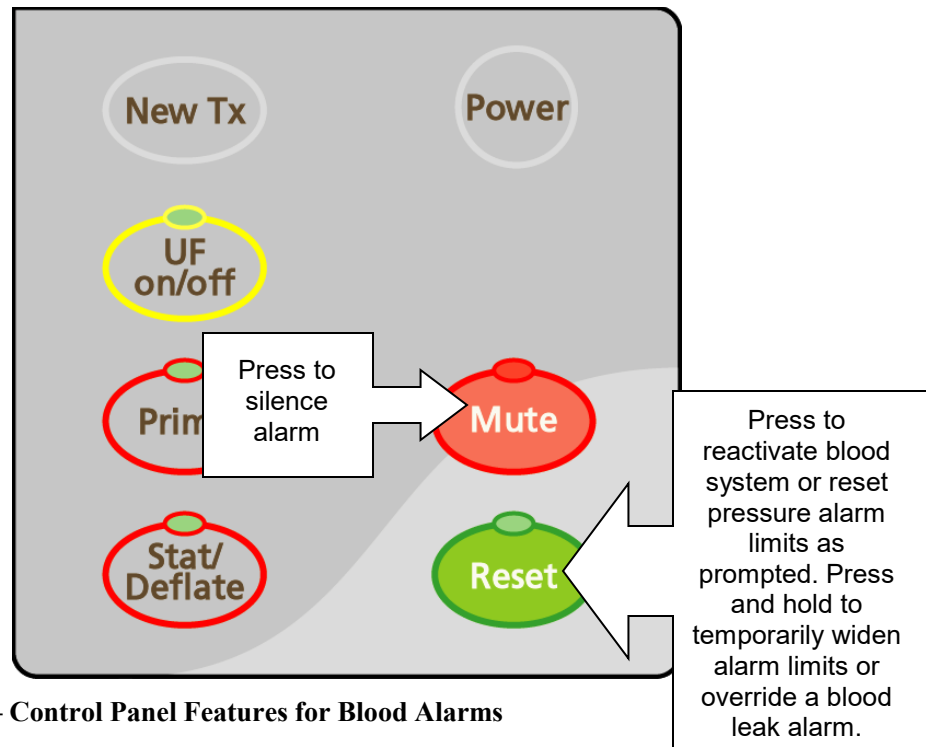 New Tx
Power
UF
on/off
Press to
silence
alarm
Prim
Mute
Press to
reactivate blood
system or reset
pressure alarm
limits as
prompted. Press
and hold to
temporarily widen
alarm limits or
override a blood
leak alarm.
Stat/
Deflate
Reset
– Control Panel Features for Blood Alarms